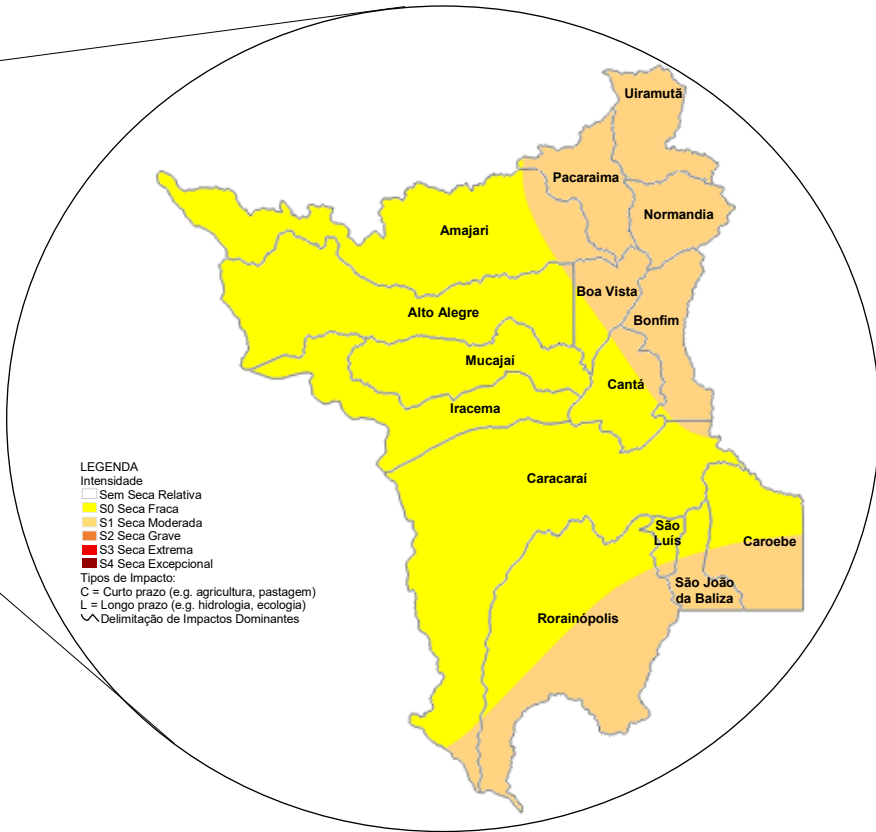 Uiramutã
Pacaraima
Normandia
Amajari
Boa Vista
Alto Alegre
Bonfim
Mucajaí
Cantá
Iracema
Caracaraí
São
Luís
Caroebe
São João
da Baliza
Rorainópolis
LEGENDA
Intensidade
Sem Seca Relativa
S0 Seca Fraca
S1 Seca Moderada
S2 Seca Grave
S3 Seca Extrema
S4 Seca Excepcional
Tipos de Impacto:
C = Curto prazo (e.g. agricultura, pastagem)
L = Longo prazo (e.g. hidrologia, ecologia)
Delimitação de Impactos Dominantes